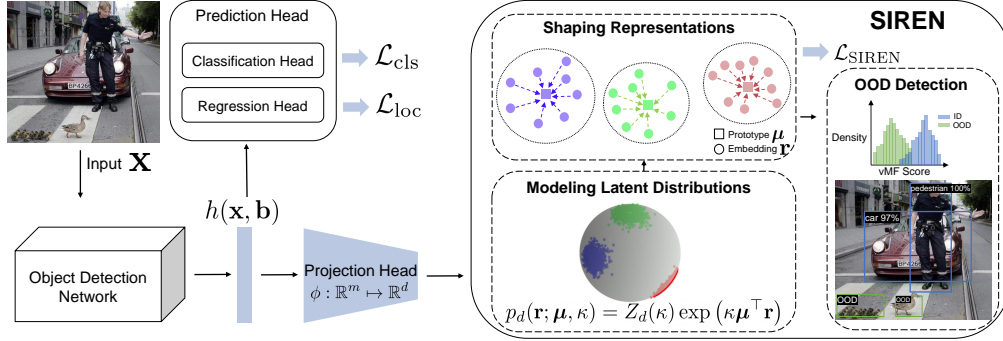 Input X
Object Detection
Network
h(x, b)
Prediction Head
Classification Head
Regression Head
ℒcls
ℒloc
Projection Head
ϕ : ℝ^m ↦ ℝ^d
SIREN
Shaping Representations
Prototype μ
Embedding r
ℒSIREN
Modeling Latent Distributions
p_d(r; μ, κ) = Z_d(κ) exp (κμ^⊤r)
OOD Detection
ID
OOD
Density
vMF Score
pedestrian 100%
car 97%
BP4266
OOD
OOD
BP4266